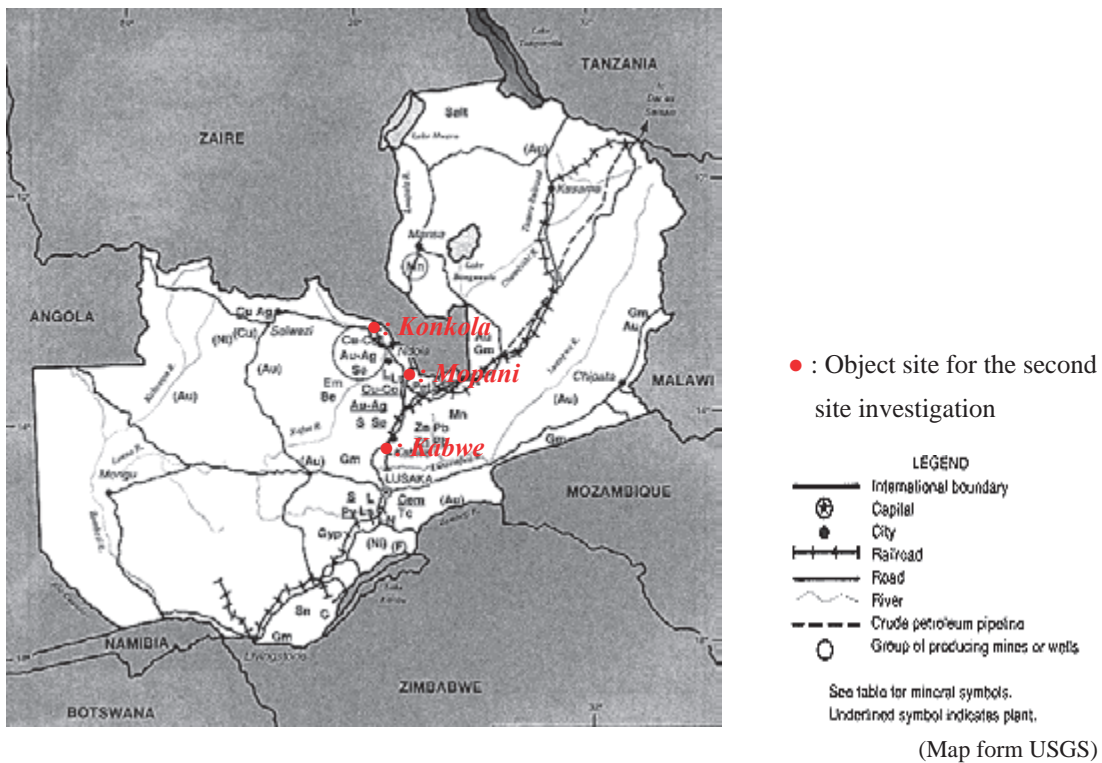 TANZANIA
ZAIRE
Salt
(Au)
Kasama
Mansa
Mn
ANGOLA
Cu Ag
Solwezi
(Ni)
(Cu)
: Konkola
Cu-Co
Au-Ag
Se
Ndola
Au
Gm
Gm
Au
(Au)
: Mopani
Em
Be
Cu-Co
Au-Ag
S Se
Chipata
MALAWI
(Au)
(Au)
Mn
Zn Pb
: Kabwe
Mongu
(Au)
Gm
Gm
LUSAKA
MOZAMBIQUE
S L
Cem
(Au)
Tc
N
Gyp
(Ni)
(F)
Sn
C
Gm
NAMIBIA
Livingstone
ZIMBABWE
BOTSWANA
: Object site for the second
site investigation
LEGEND
International boundary
Capital
City
Railroad
Road
River
Crude petroleum pipeline
Group of producing mines or wells
See table for mineral symbols.
Underlined symbol indicates plant.
(Map form USGS)